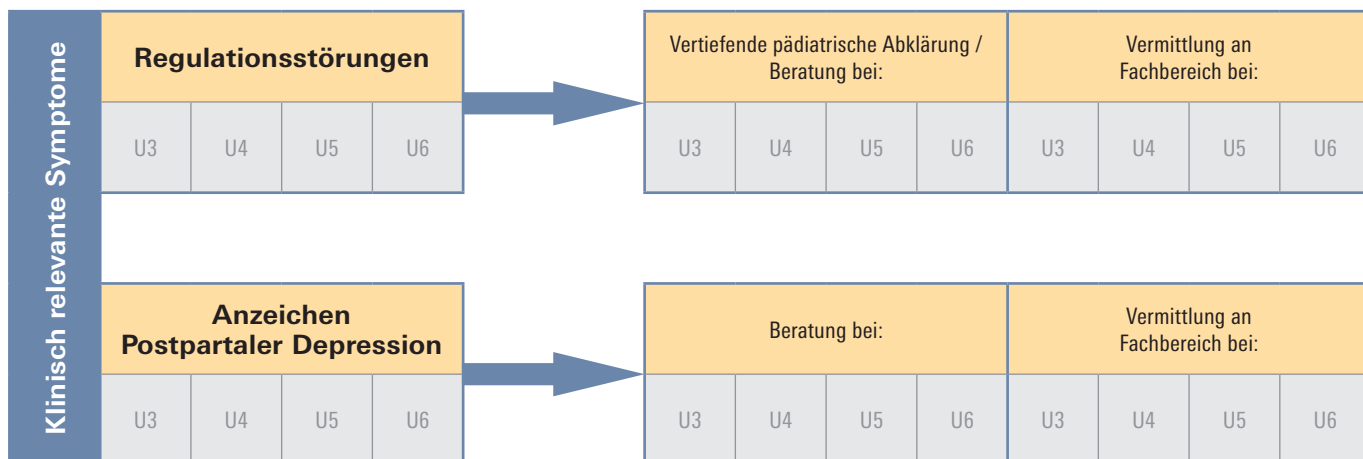 Klinisch relevante Symptome
Regulationsstörungen
U3 U4 U5 U6
Vertiefende pädiatrische Abklärung /
Beratung bei:
Vermittlung an
Fachbereich bei:
U3 U4 U5 U6 U3 U4 U5 U6
Anzeichen
Postpartaler Depression
U3 U4 U5 U6
Beratung bei:
Vermittlung an
Fachbereich bei:
U3 U4 U5 U6 U3 U4 U5 U6